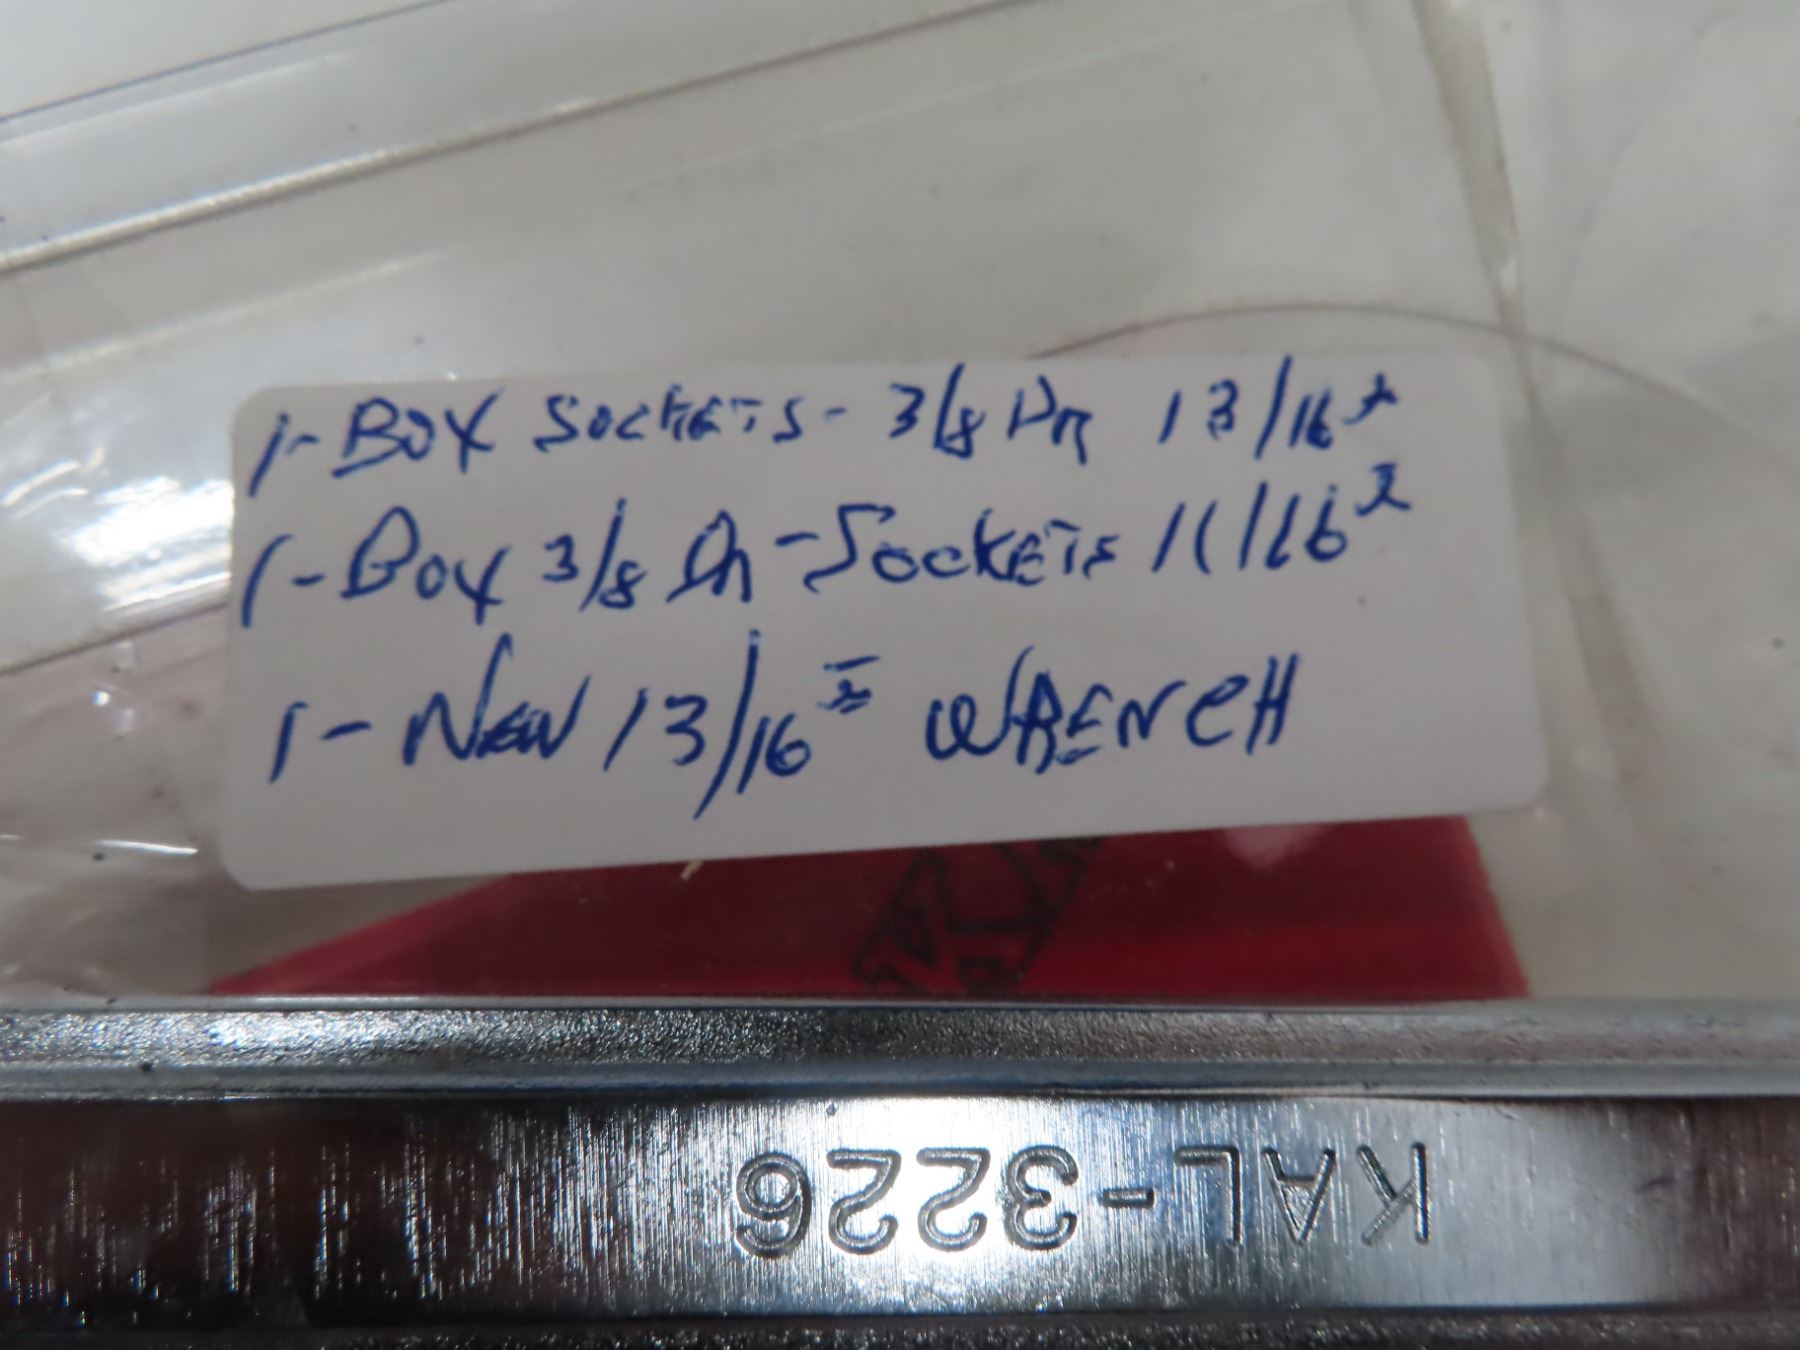 1-BOX SOCKETS- 3/8 DR 13/16"
1-BOX 3/8 DR-SOCKETS 11/16"
1-NEW 13/16" WRENCH
KAL-3226